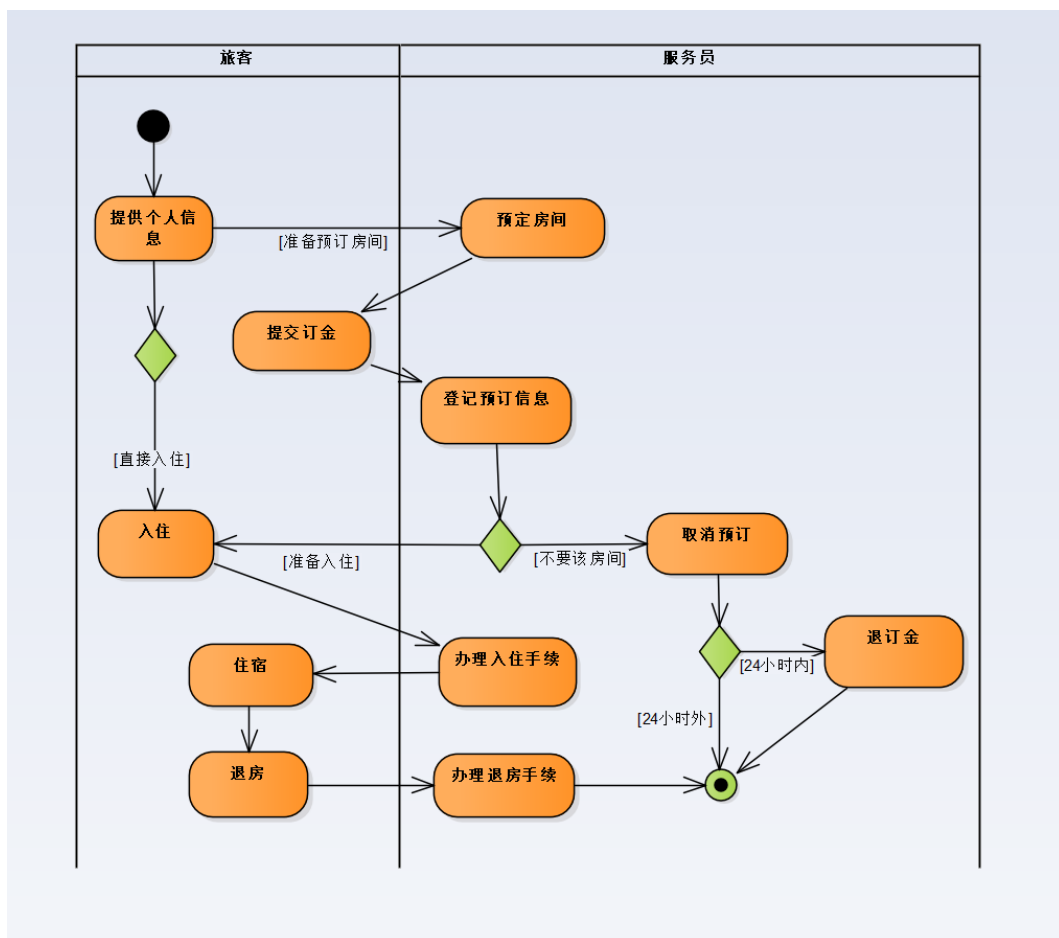 旅客
服务员
提供个人信
息
预定房间
[准备预订房间]
提交订金
登记预订信息
[直接入住]
入住
取消预订
[准备入住]
[不要该房间]
退订金
办理入住手续
住宿
[24小时内]
[24小时外]
退房
办理退房手续